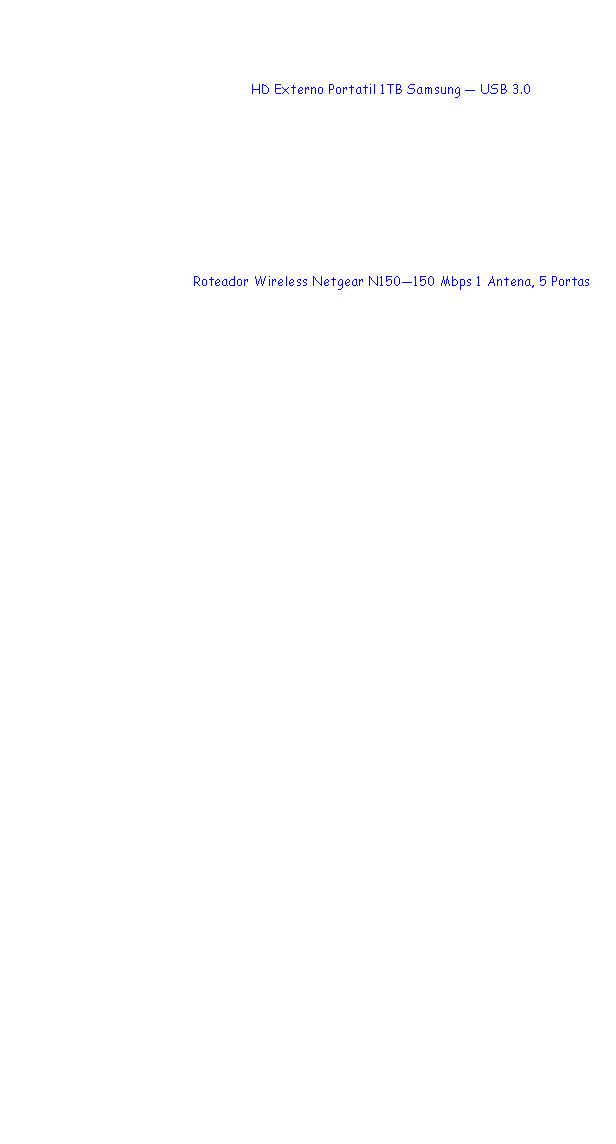 HD Externo Portatil 1TB Samsung — USB 3.0
Roteador Wireless Netgear N150—150 Mbps 1 Antena, 5 Portas